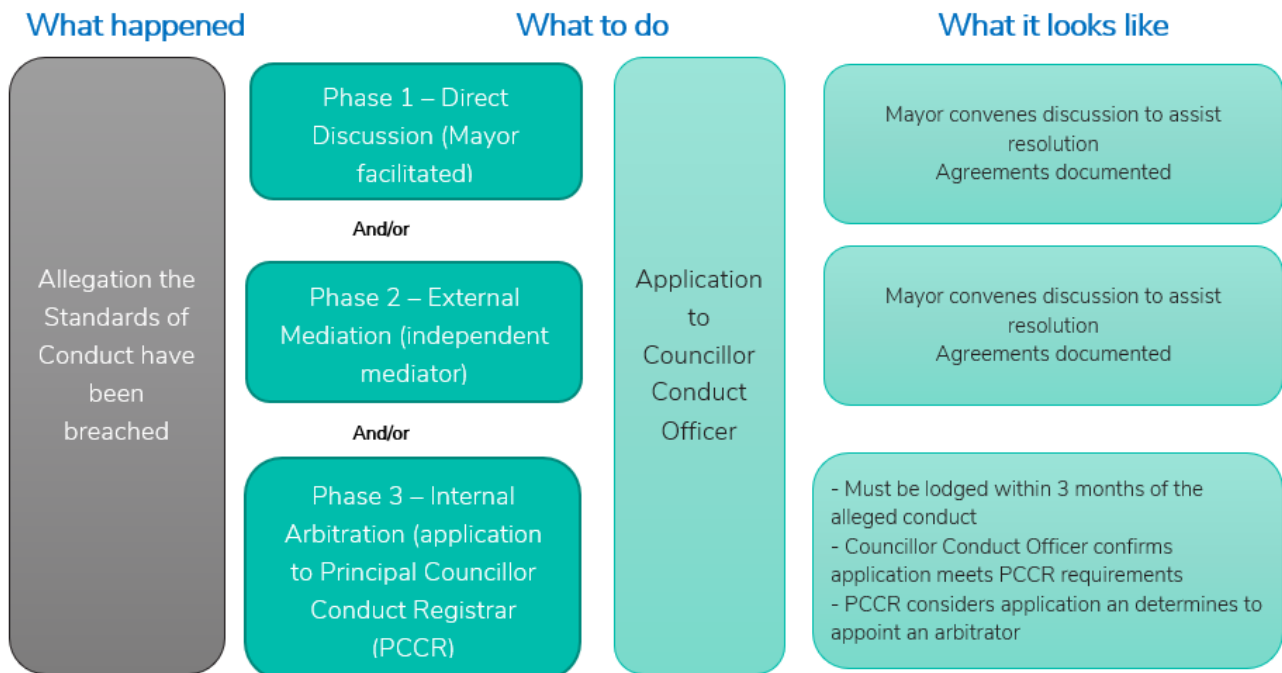 What happened
What to do
What it looks like
Allegation the
Standards of
Conduct have
been
breached
Phase 1 – Direct
Discussion (Mayor
facilitated)
And/or
Phase 2 – External
Mediation (independent
mediator)
And/or
Phase 3 – Internal
Arbitration (application
to Principal Councillor
Conduct Registrar
(PCCR)
Application
to
Councillor
Conduct
Officer
Mayor convenes discussion to assist
resolution
Agreements documented
Mayor convenes discussion to assist
resolution
Agreements documented
- Must be lodged within 3 months of the
alleged conduct
- Councillor Conduct Officer confirms
application meets PCCR requirements
- PCCR considers application an determines to
appoint an arbitrator